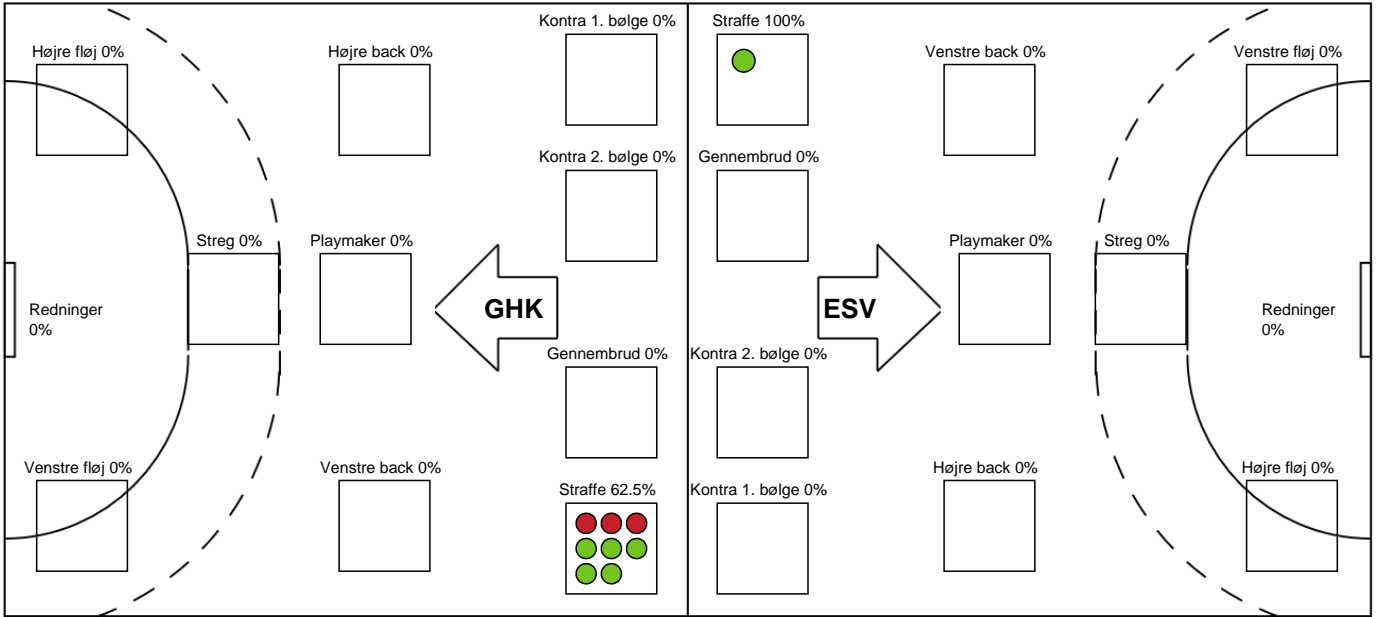 Kontra 1. bølge 0%
Straffe 100%
Højre fløj 0%
Højre back 0%
Venstre back 0%
Venstre fløj 0%
Kontra 2. bølge 0%
Gennembrud 0%
Streg 0%
Playmaker 0%
Playmaker 0%
Streg 0%
Redninger
0%
GHK
ESV
Redninger
0%
Gennembrud 0%
Kontra 2. bølge 0%
Venstre fløj 0%
Venstre back 0%
Højre back 0%
Højre fløj 0%
Straffe 62.5%
Kontra 1. bølge 0%